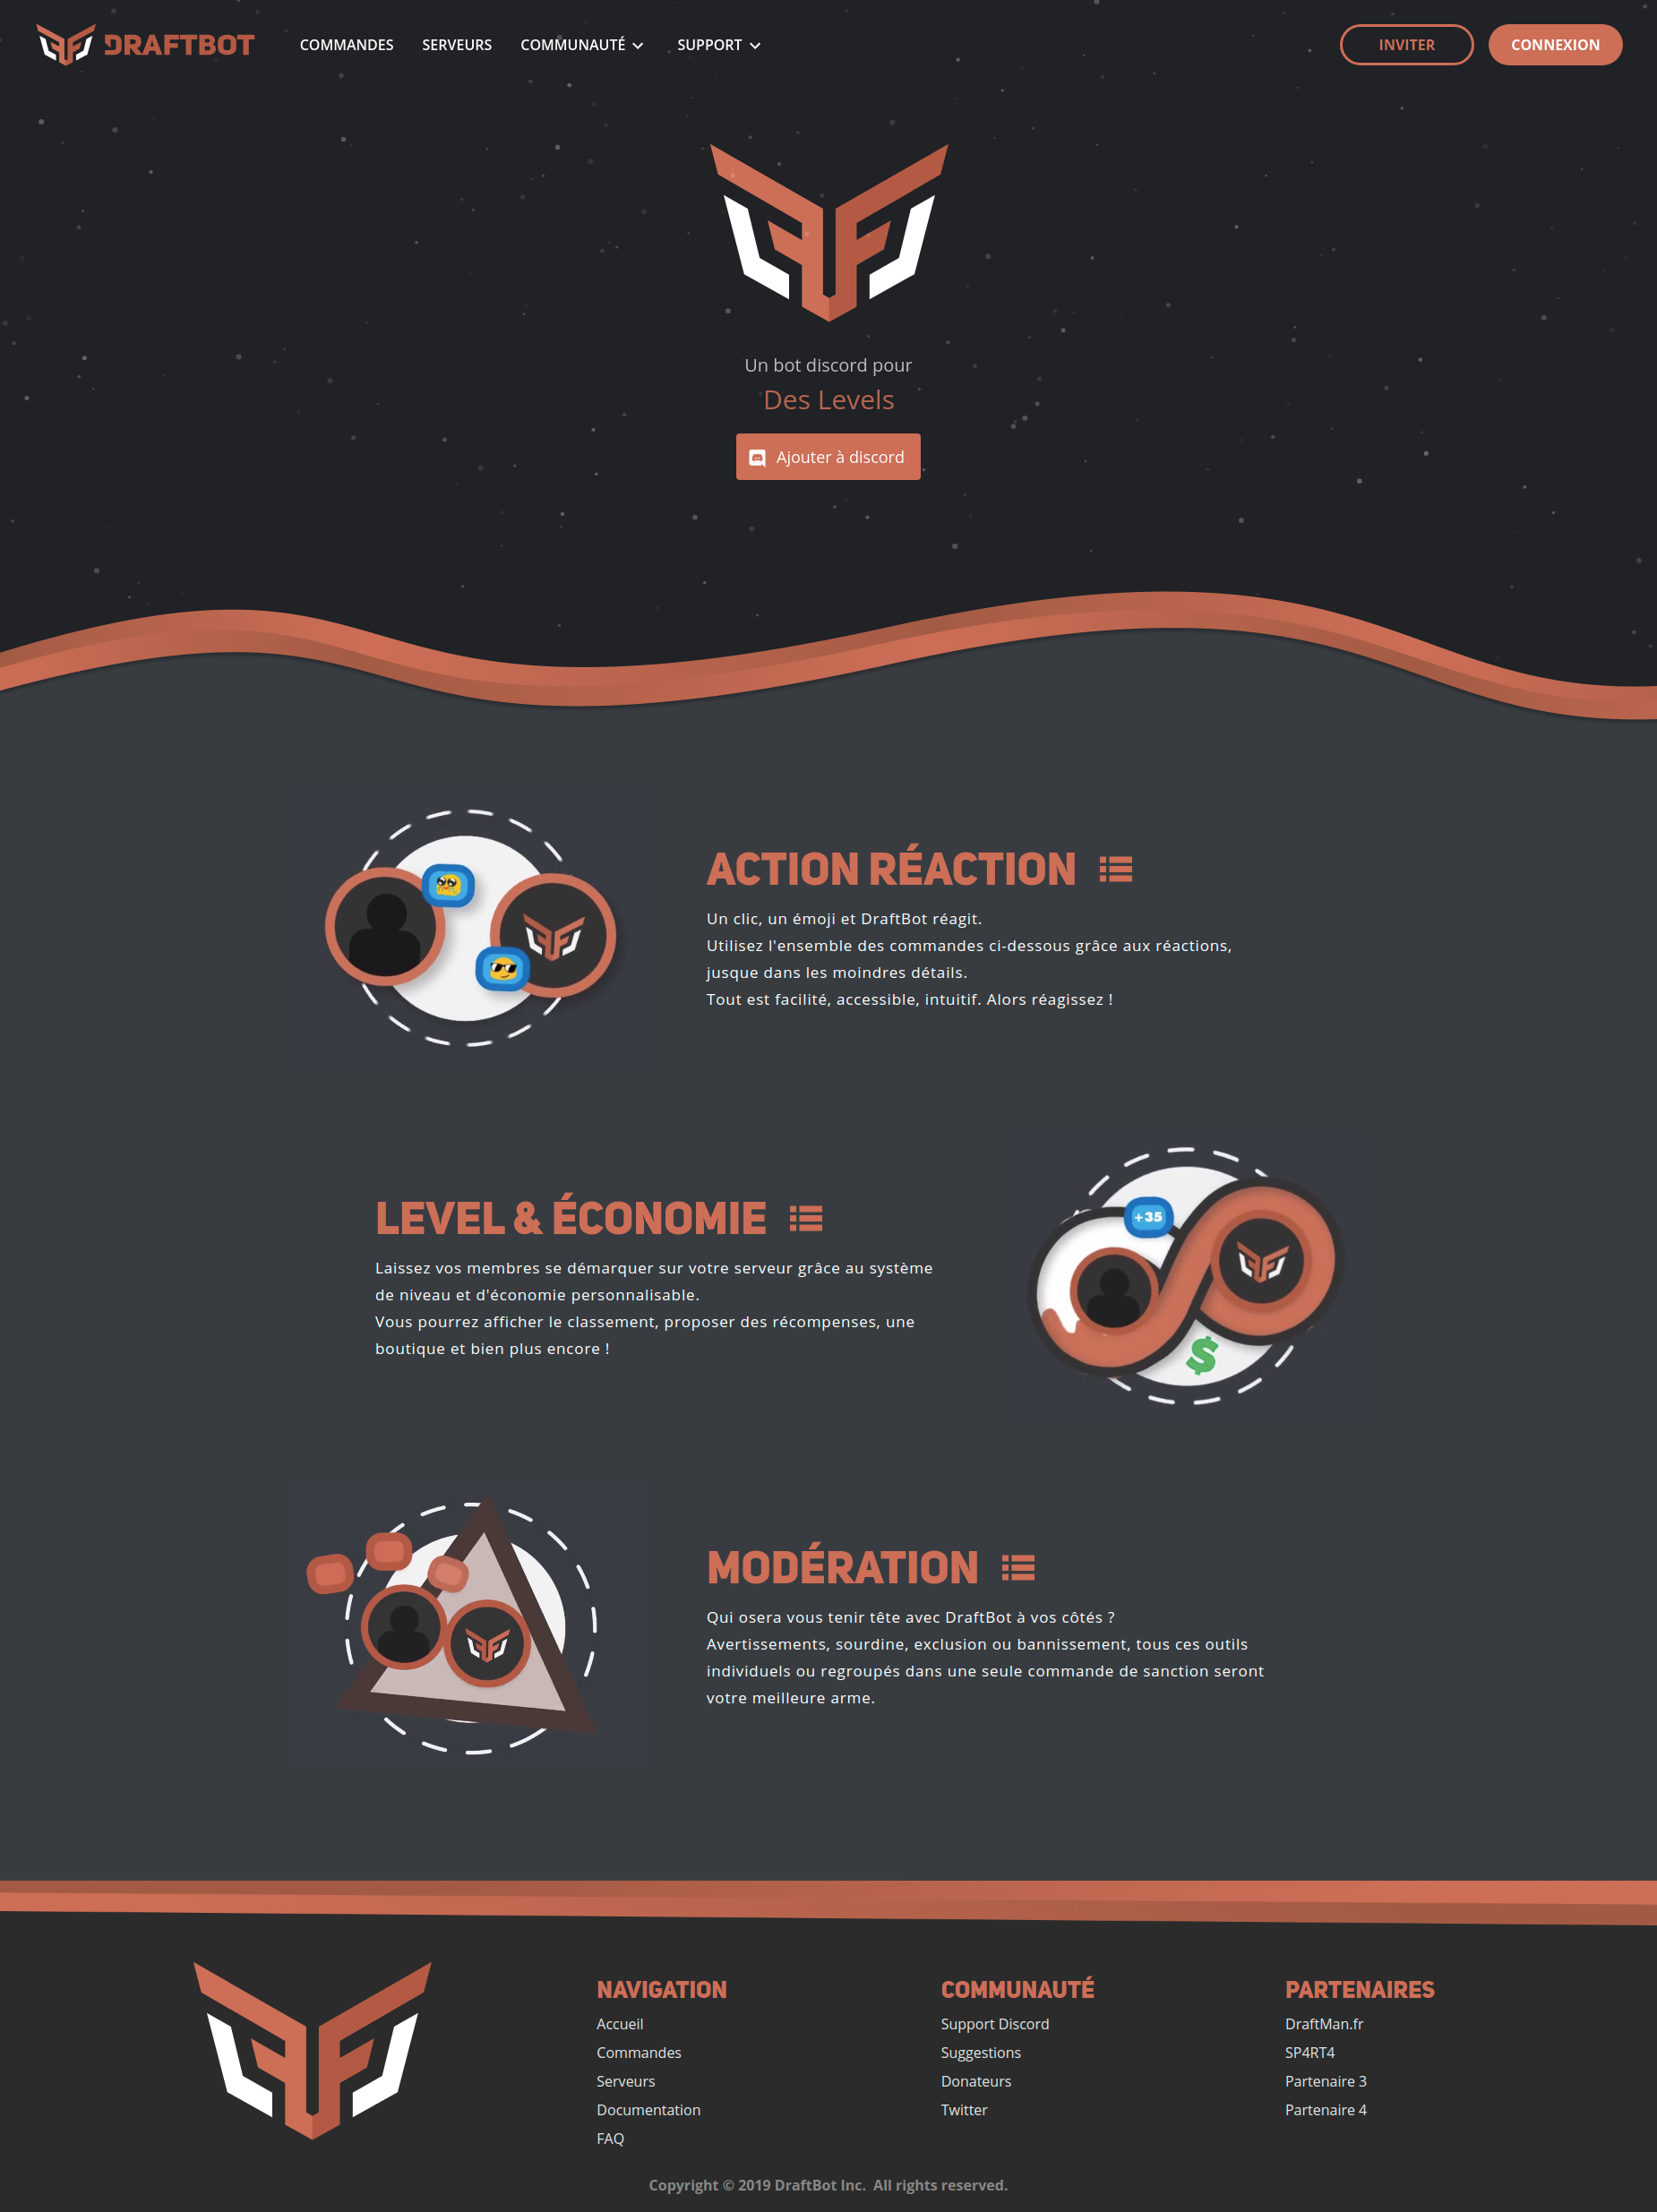 DRAFTBOT
COMMANDES
SERVEURS
COMMUNAUTÉ
SUPPORT
INVITER
CONNEXION
Un bot discord pour
Des Levels
Ajouter à discord
ACTION RÉACTION
Un clic, un émoji et DraftBot réagit.
Utilisez l'ensemble des commandes ci-dessous grâce aux réactions,
jusque dans les moindres détails.
Tout est facilité, accessible, intuitif. Alors réagissez !
LEVEL & ÉCONOMIE
Laissez vos membres se démarquer sur votre serveur grâce au système
de niveau et d'économie personnalisable.
Vous pourrez afficher le classement, proposer des récompenses, une
boutique et bien plus encore !
+35
$
MODÉRATION
Qui osera vous tenir tête avec DraftBot à vos côtés ?
Avertissements, sourdine, exclusion ou bannissement, tous ces outils
individuels ou regroupés dans une seule commande de sanction seront
votre meilleure arme.
NAVIGATION
Accueil
Commandes
Serveurs
Documentation
FAQ
COMMUNAUTÉ
Support Discord
Suggestions
Donateurs
Twitter
PARTENAIRES
DraftMan.fr
SP4RT4
Partenaire 3
Partenaire 4
Copyright © 2019 DraftBot Inc. All rights reserved.